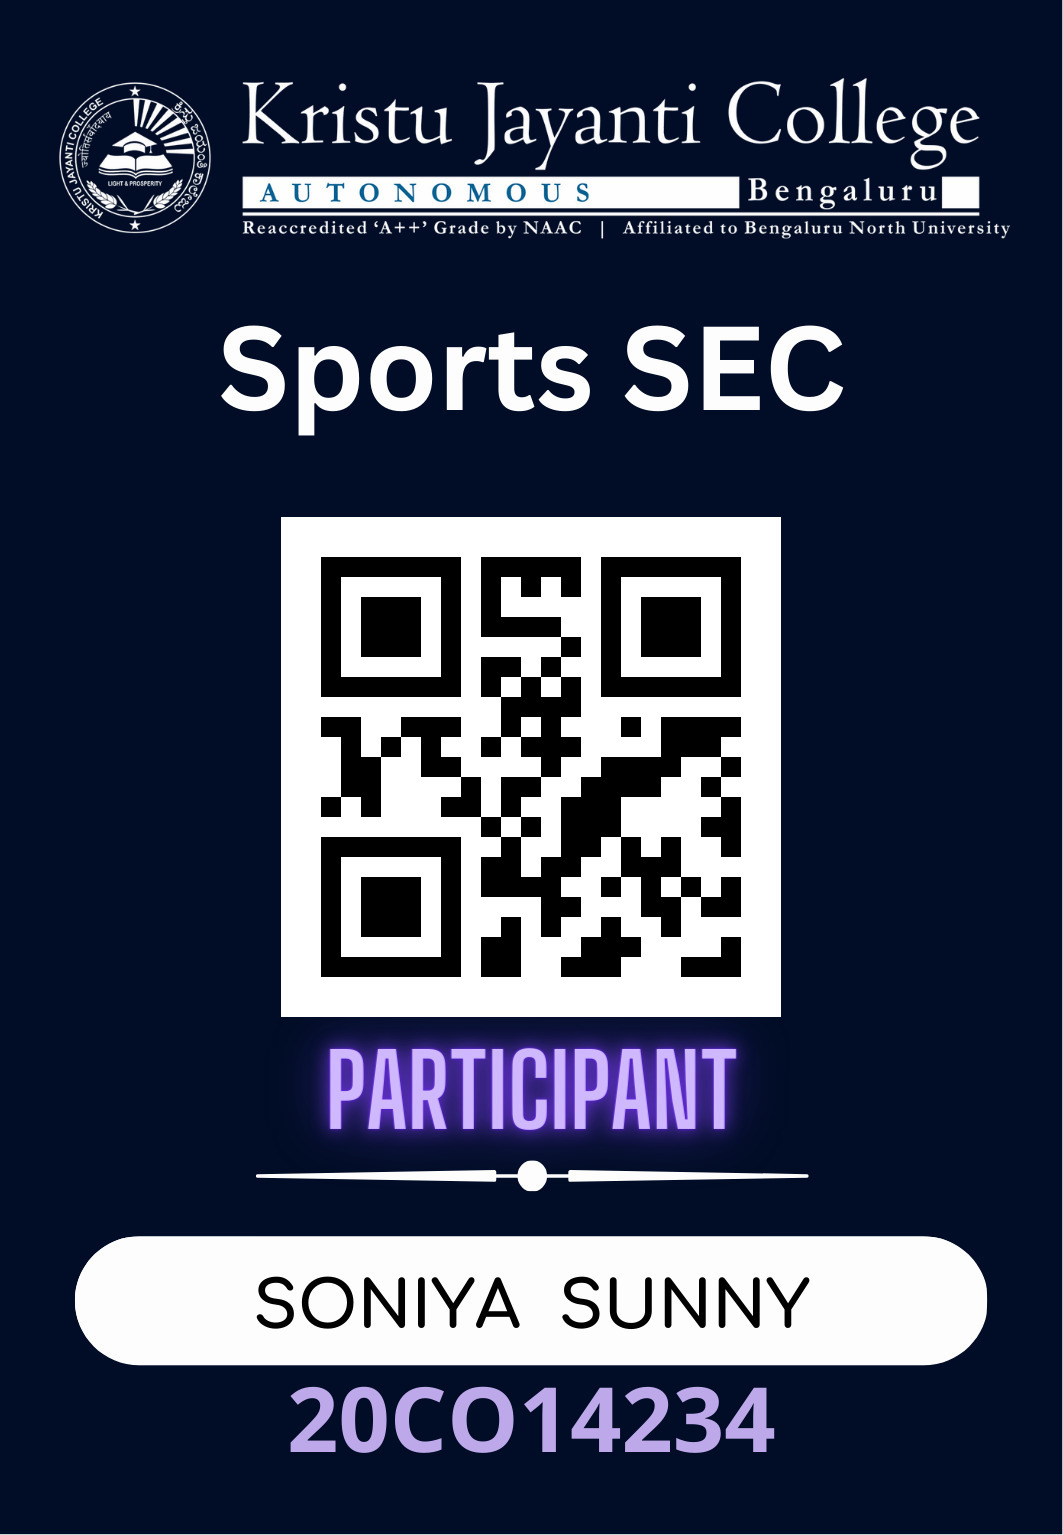 KRISTU JAYANTI COLLEGE
ಕ್ರಿಸ್ತು ಜಯಂತಿ ಕಾಲೇಜು
LIGHT & PROSPERITY
Kristu Jayanti College
AUTONOMOUS Bengaluru
Reaccredited ‘A++’ Grade by NAAC | Affiliated to Bengaluru North University
Sports SEC
PARTICIPANT
SONIYA SUNNY
20CO14234